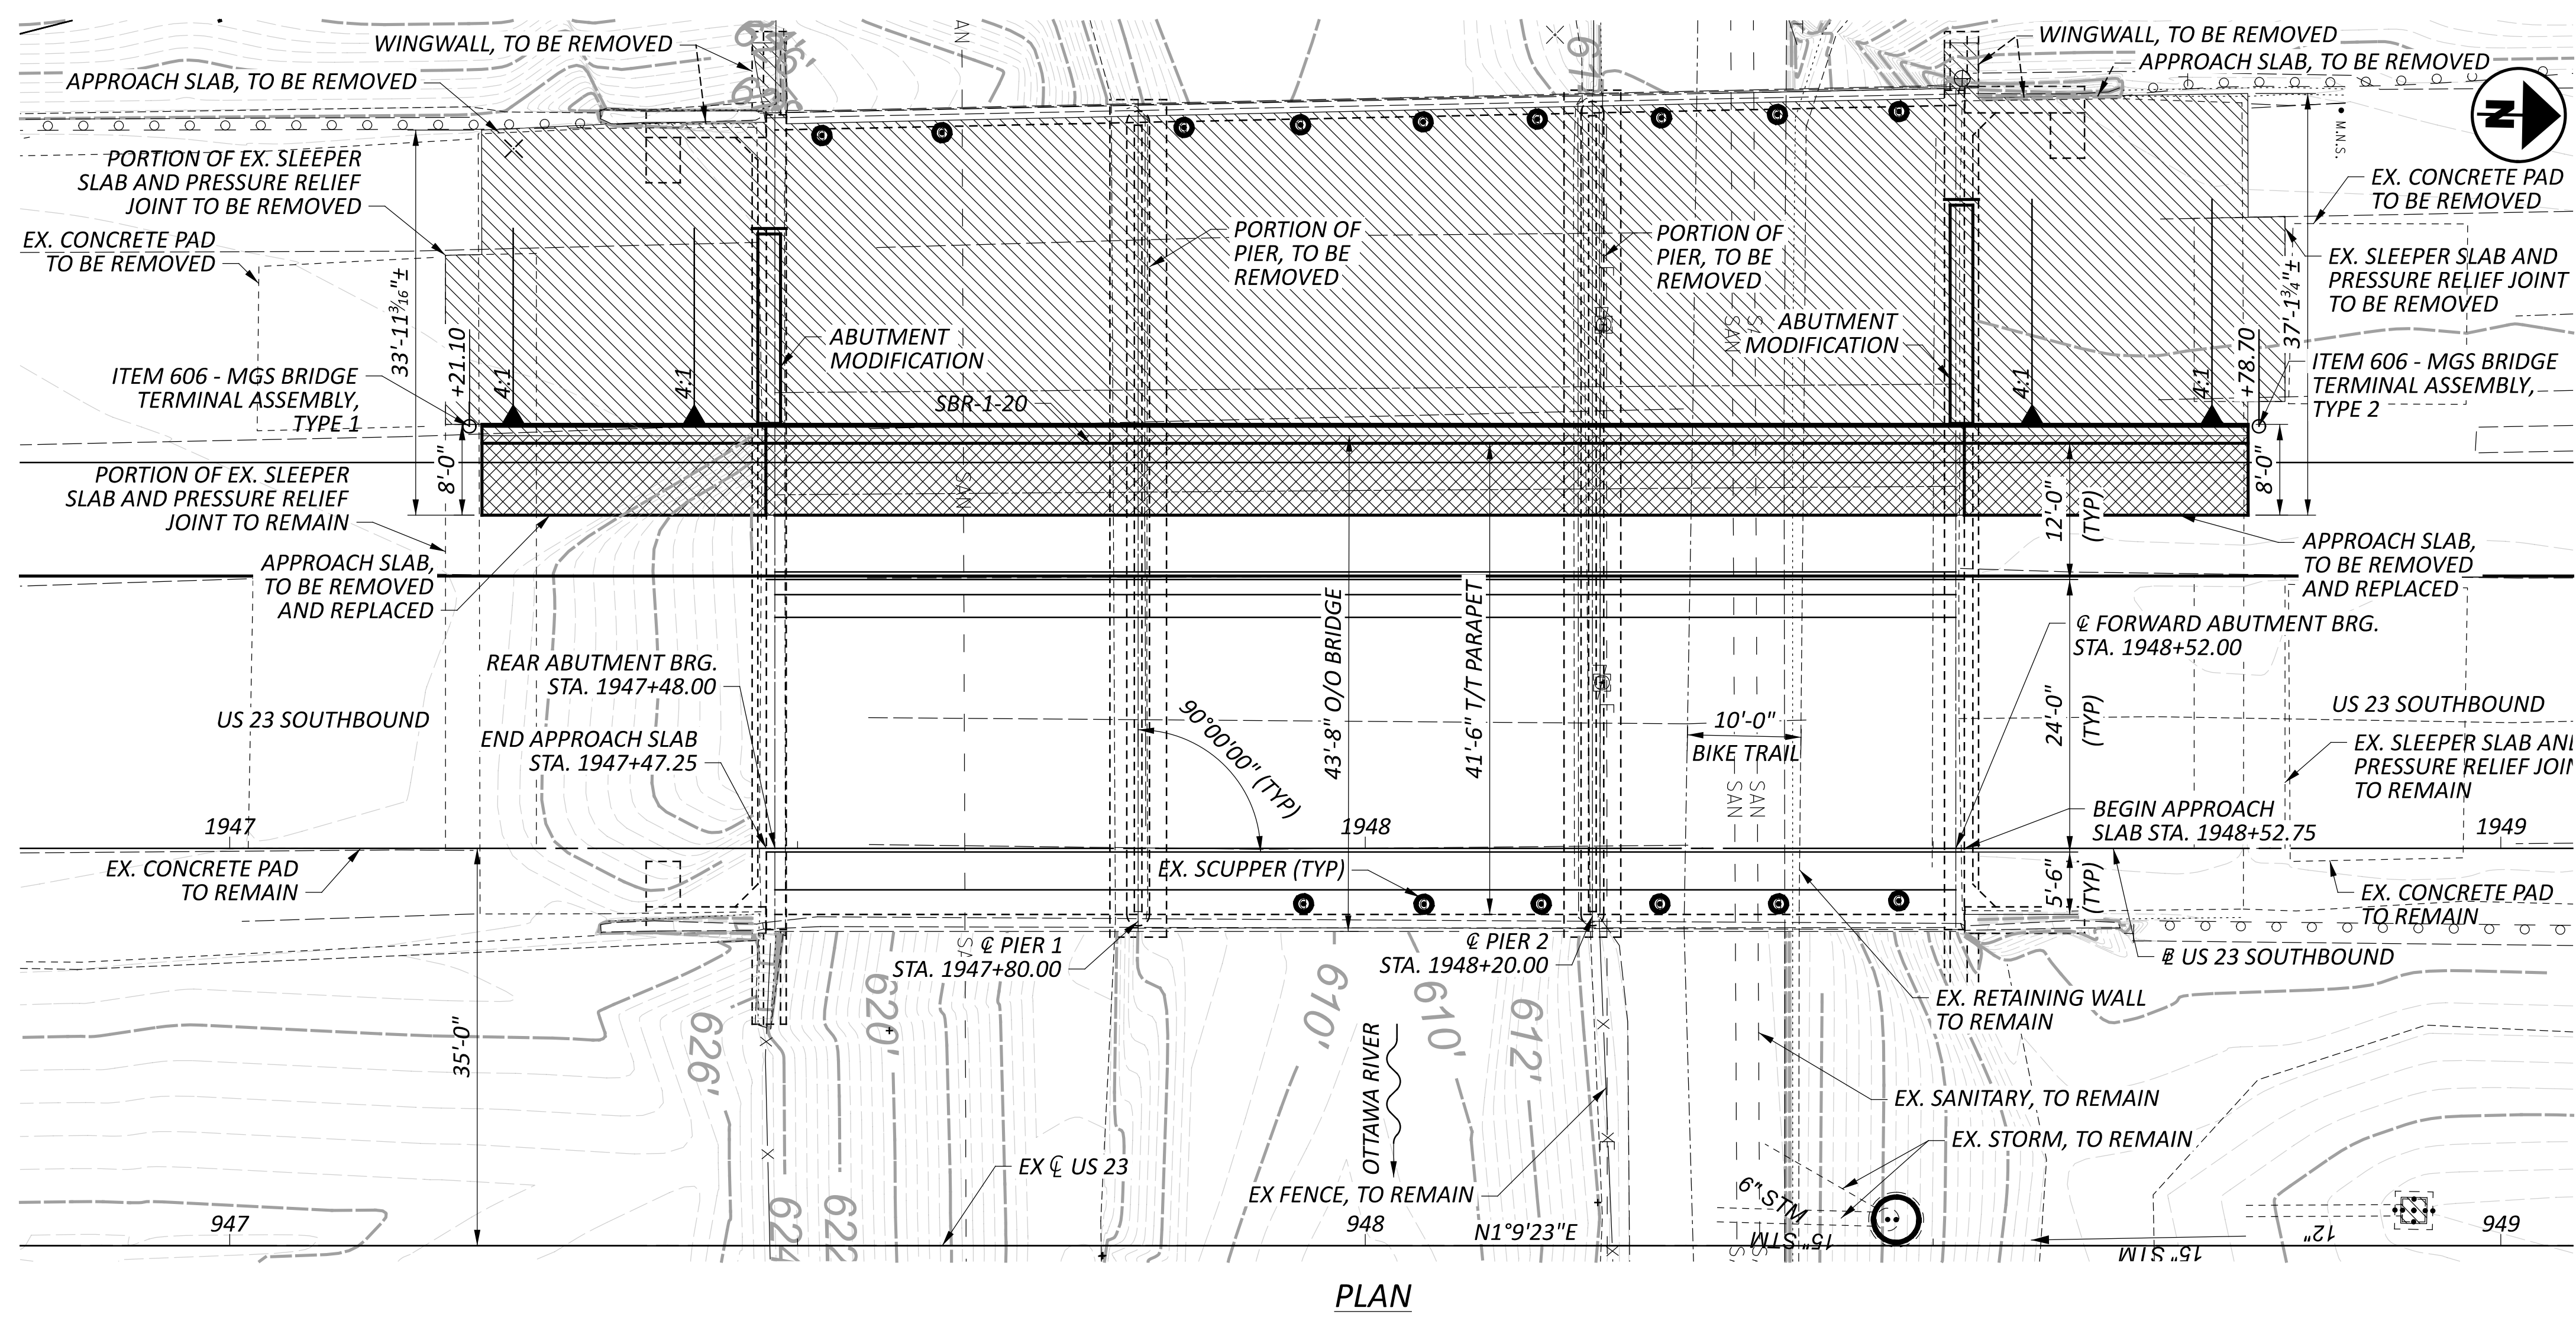 WINGWALL, TO BE REMOVED
APPROACH SLAB, TO BE REMOVED
PORTION OF EX. SLEEPER
SLAB AND PRESSURE RELIEF
JOINT TO BE REMOVED
EX. CONCRETE PAD
TO BE REMOVED
33'-11 3/16"±
+21.10
ITEM 606 - MGS BRIDGE
TERMINAL ASSEMBLY,
TYPE 1
4:1
4:1
8'-0"
PORTION OF EX. SLEEPER
SLAB AND PRESSURE RELIEF
JOINT TO REMAIN
APPROACH SLAB,
TO BE REMOVED
AND REPLACED
ABUTMENT
MODIFICATION
SBR-1-20
PORTION OF
PIER, TO BE
REMOVED
PORTION OF
PIER, TO BE
REMOVED
ABUTMENT
MODIFICATION
SAN
SAN
WINGWALL, TO BE REMOVED
APPROACH SLAB, TO BE REMOVED
N
M.N.S.
EX. CONCRETE PAD
TO BE REMOVED
EX. SLEEPER SLAB AND
PRESSURE RELIEF JOINT
TO BE REMOVED
37'-1 3/4"±
+78.70
4:1
4:1
ITEM 606 - MGS BRIDGE
TERMINAL ASSEMBLY,
TYPE 2
8'-0"
12'-0"
(TYP)
APPROACH SLAB,
TO BE REMOVED
AND REPLACED
℄ FORWARD ABUTMENT BRG.
STA. 1948+52.00
REAR ABUTMENT BRG.
STA. 1947+48.00
US 23 SOUTHBOUND
END APPROACH SLAB
STA. 1947+47.25
90°00'00" (TYP)
43'-8" O/O BRIDGE
41'-6" T/T PARAPET
10'-0"
BIKE TRAIL
SAN
SAN
24'-0"
(TYP)
US 23 SOUTHBOUND
EX. SLEEPER SLAB AND
PRESSURE RELIEF
TO REMAIN
BEGIN APPROACH
SLAB STA. 1948+52.75
1947
1948
1949
EX. CONCRETE PAD
TO REMAIN
EX. SCUPPER (TYP)
5'-6"
(TYP)
EX. CONCRETE PAD
TO REMAIN
℄ PIER 1
STA. 1947+80.00
℄ PIER 2
STA. 1948+20.00
US 23 SOUTHBOUND
EX. RETAINING WALL
TO REMAIN
35'-0"
626'
620'
610'
610'
612'
OTTAWA RIVER
EX. SANITARY, TO REMAIN
EX. STORM, TO REMAIN
EX ℄ US 23
624
622
EX FENCE, TO REMAIN
6" STM
15" STM
947
948
N1°9'23"E
949
15" STM
12"
PLAN